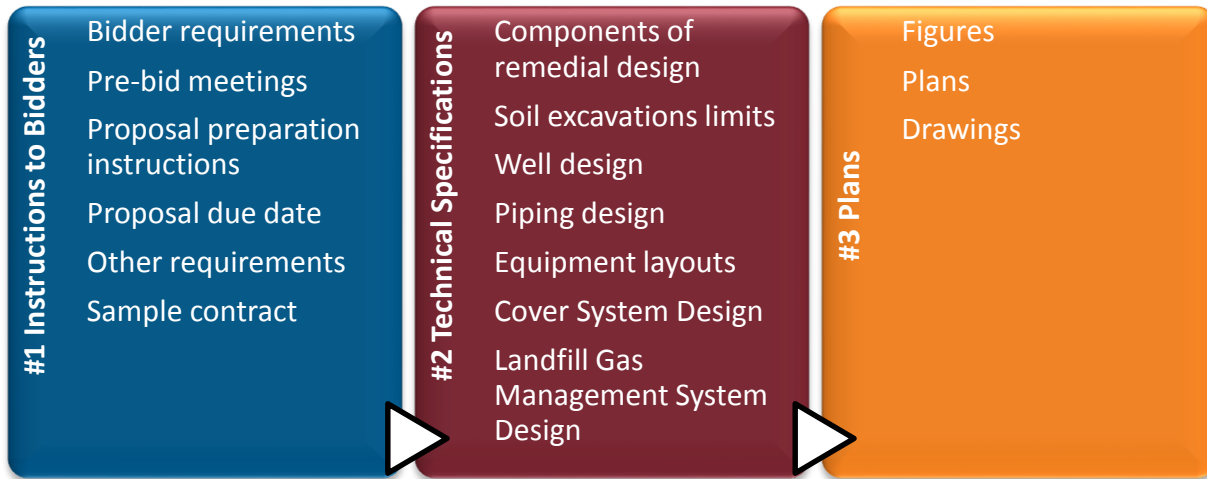 #1 Instructions to Bidders
Bidder requirements
Pre-bid meetings
Proposal preparation
instructions
Proposal due date
Other requirements
Sample contract
#2 Technical Specifications
Components of
remedial design
Soil excavations limits
Well design
Piping design
Equipment layouts
Cover System Design
Landfill Gas
Management System
Design
#3 Plans
Figures
Plans
Drawings